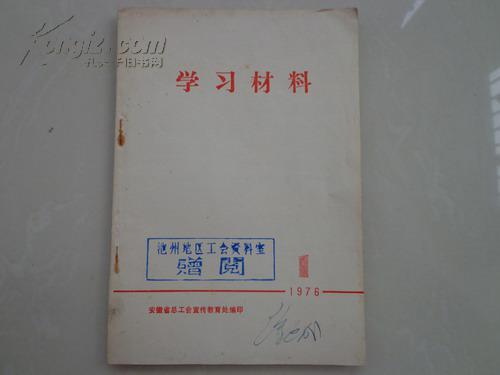 Kongfz.com
孔夫子旧书网
学习材料
池州地区工会资料室
赠阅
1
1976
安徽省总工会宣传教育处编印